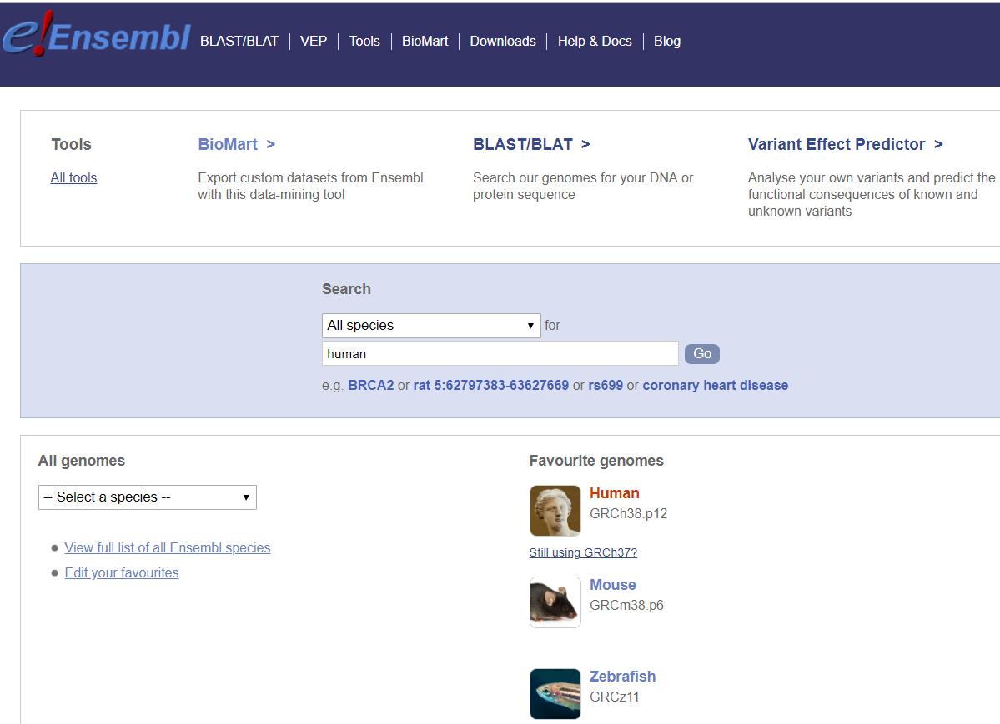 e!Ensembl BLAST/BLAT VEP Tools BioMart Downloads Help & Docs Blog
Tools
All tools
BioMart >
Export custom datasets from Ensembl
with this data-mining tool
BLAST/BLAT >
Search our genomes for your DNA or
protein sequence
Variant Effect Predictor >
Analyse your own variants and predict the
functional consequences of known and
unknown variants
Search
All species ▼ for
human Go
e.g. BRCA2 or rat 5:62797383-63627669 or rs699 or coronary heart disease
All genomes
-- Select a species -- ▼
View full list of all Ensembl species
Edit your favourites
Favourite genomes
Human
GRCh38.p12
Still using GRCh37?
Mouse
GRCm38.p6
Zebrafish
GRCz11